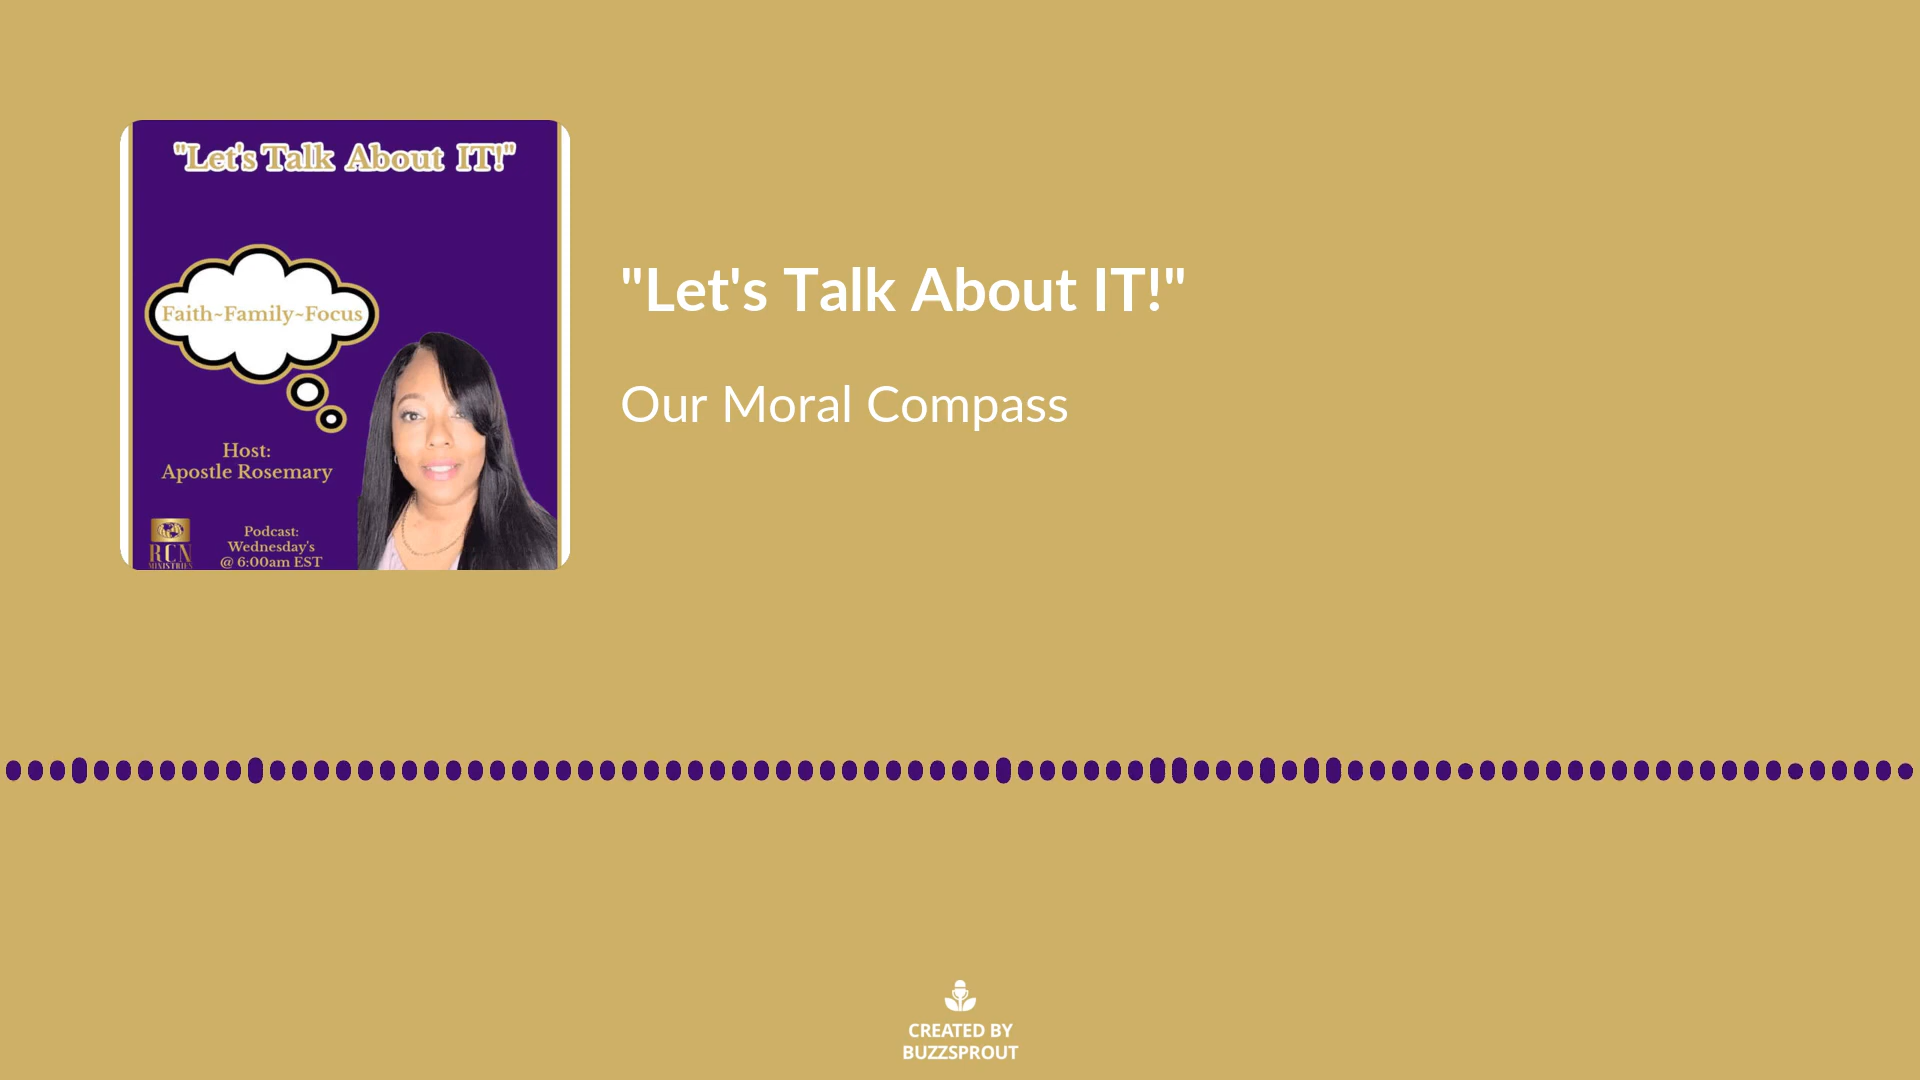 "Let's Talk About IT!"
Faith~Family~Focus
Host:
Apostle Rosemary
RCN
MINISTRIES
Podcast:
Wednesday's
@ 6:00am EST
"Let's Talk About IT!"
Our Moral Compass
CREATED BY
BUZZSPROUT